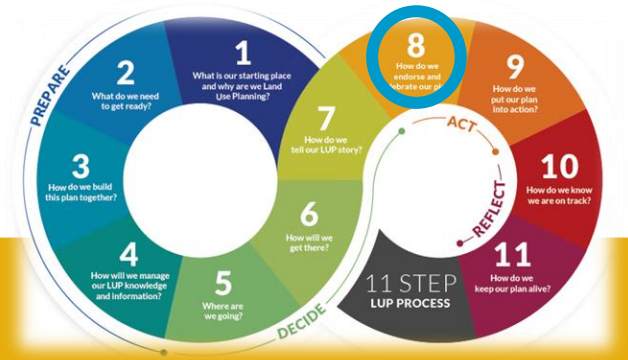 PREPARE
1
What is our starting place
and why are we Land
Use Planning?
2
What do we need
to get ready?
3
How do we build
this plan together?
4
How will we manage
our LUP knowledge
and information?
5
Where are
we going?
DECIDE
6
How will we
get there?
7
How do we
tell our LUP story?
8
How do we
endorse and
our
ACT
9
How do we
put our plan
into action?
10
How do we know
we are on track?
REFLECT
11
How do we
keep our plan alive?
11 STEP
LUP PROCESS